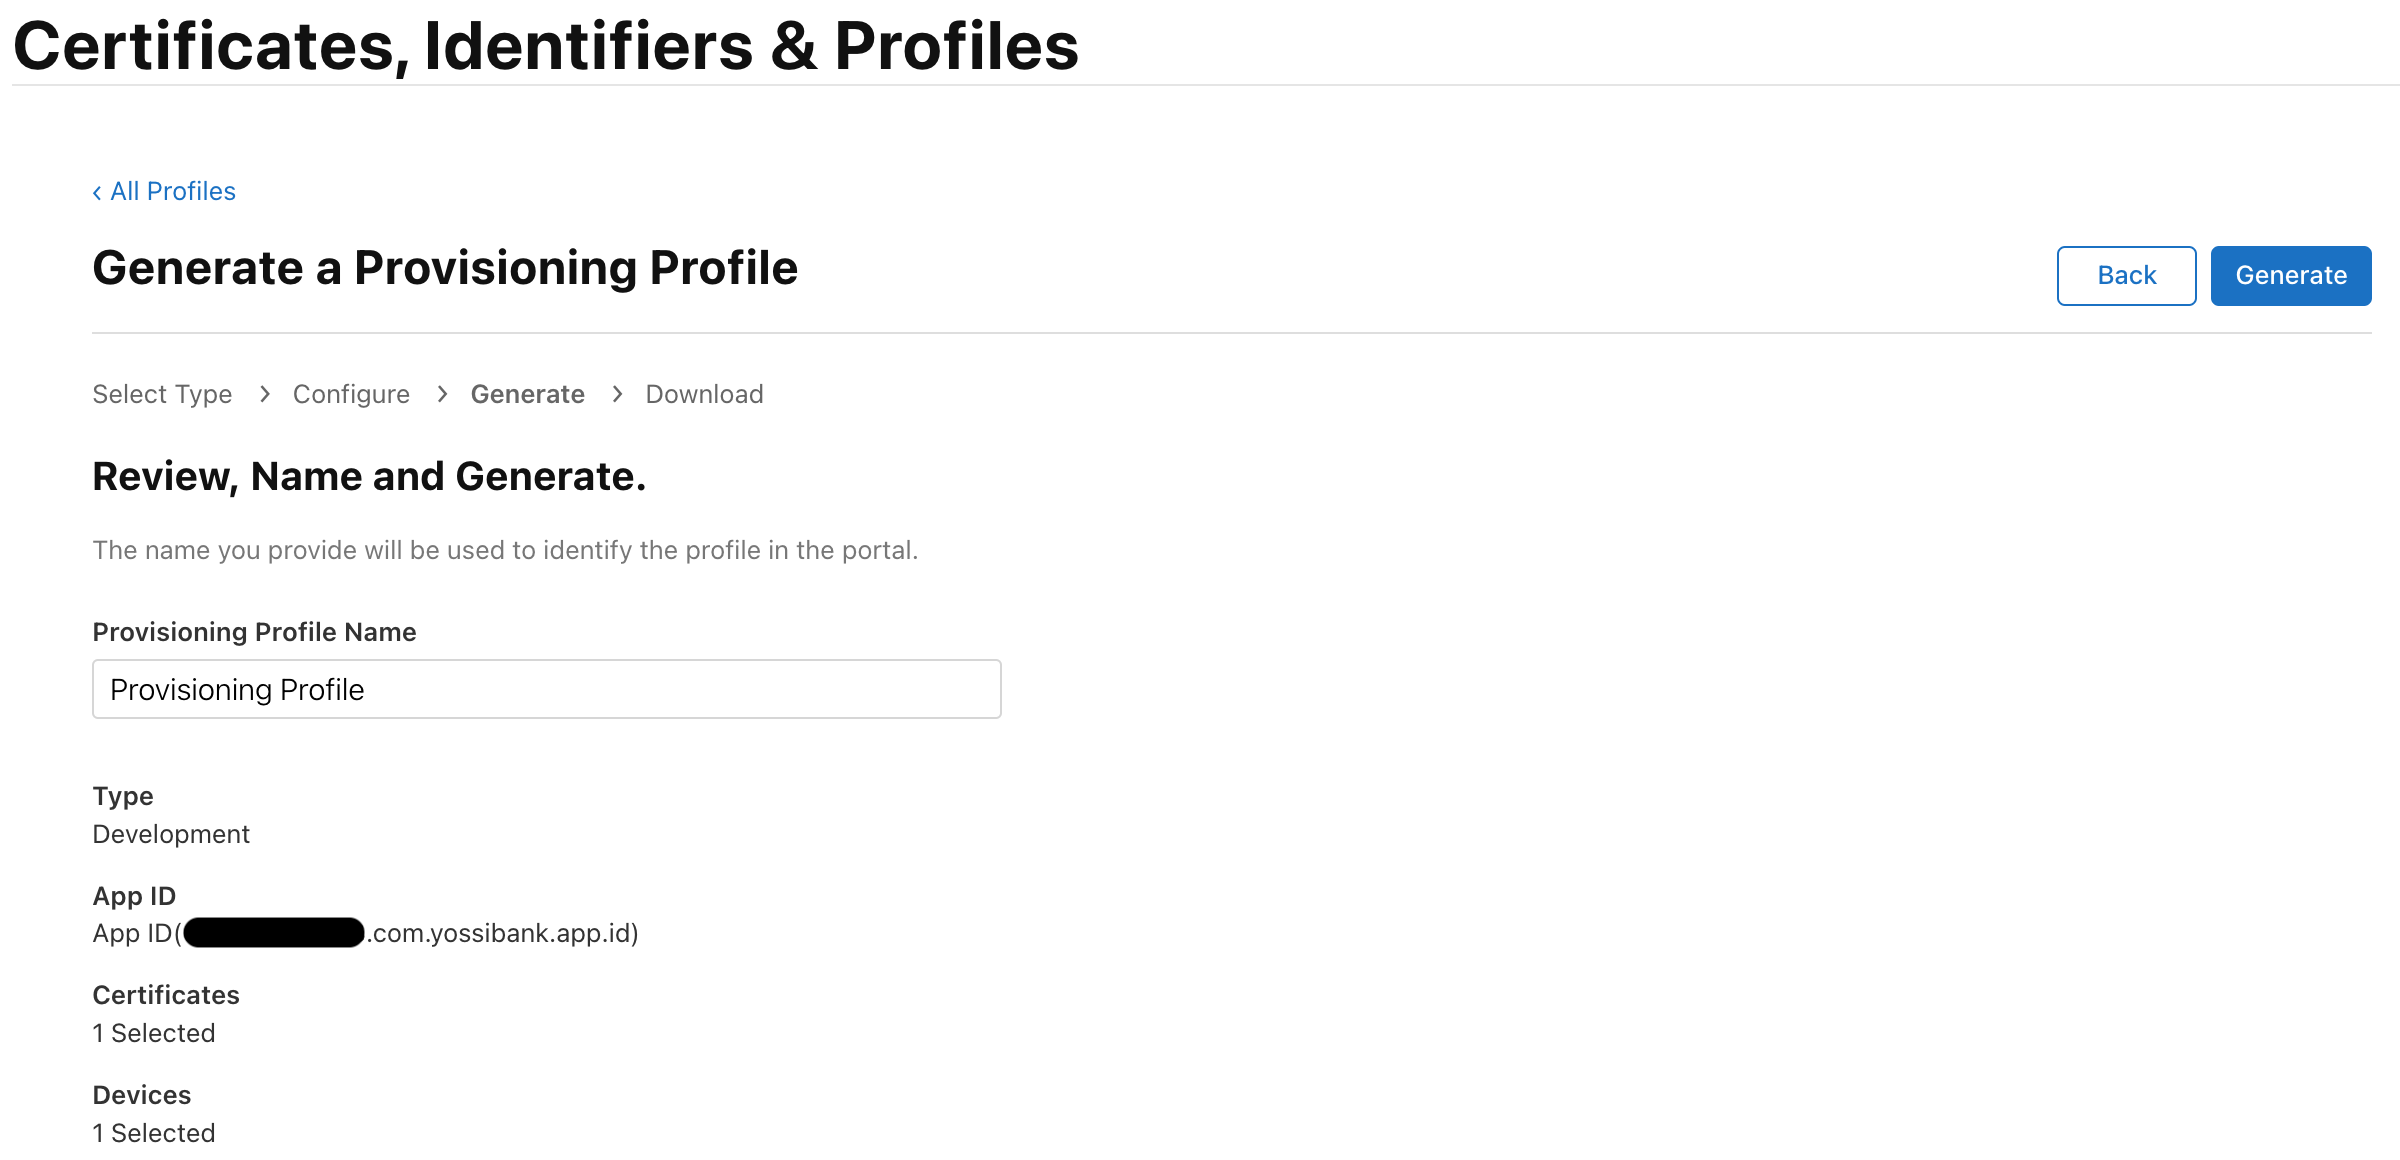 Certificates, Identifiers & Profiles
‹ All Profiles
Generate a Provisioning Profile
Back
Generate
Select Type > Configure > Generate > Download
Review, Name and Generate.
The name you provide will be used to identify the profile in the portal.
Provisioning Profile Name
Provisioning Profile
Type
Development
App ID
App ID( .com.yossibank.app.id)
Certificates
1 Selected
Devices
1 Selected